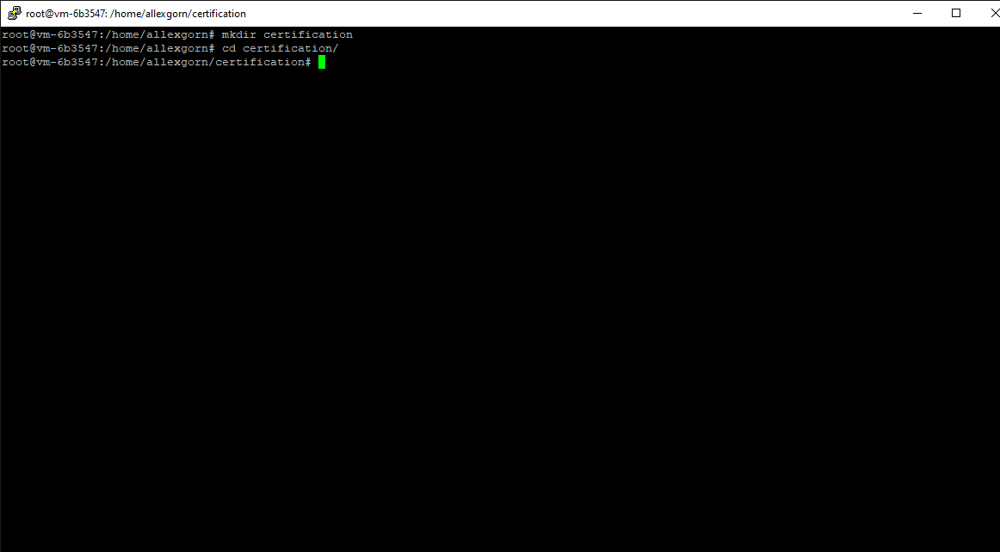 root@vm-6b3547: /home/allexgorn/certification
root@vm-6b3547:/home/allexgorn# mkdir certification
root@vm-6b3547:/home/allexgorn# cd certification/
root@vm-6b3547:/home/allexgorn/certification#